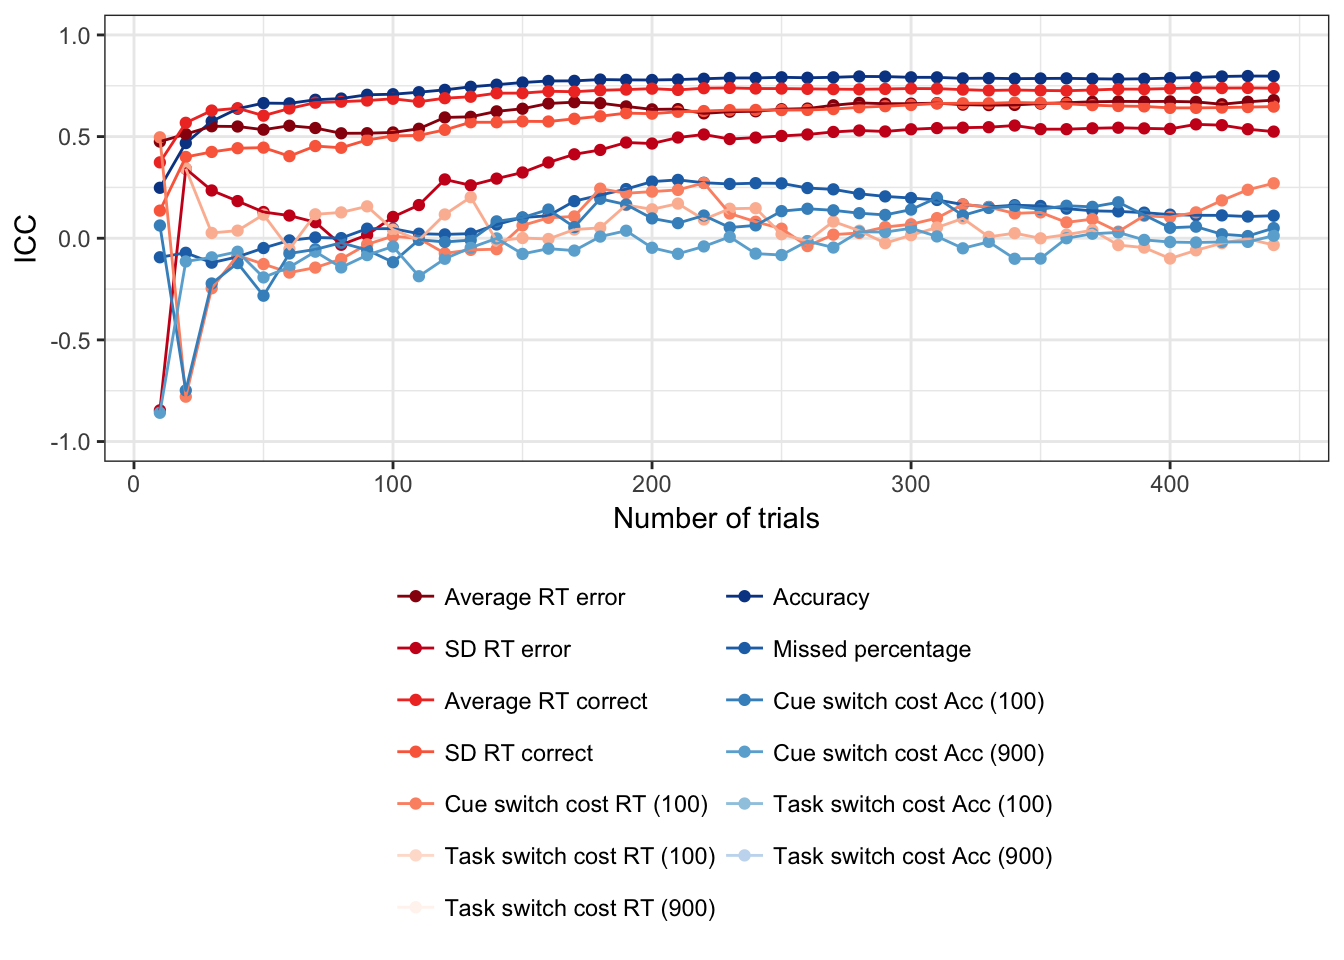 1.0
0.5
0.0
-0.5
-1.0
ICC
0 100 200 300 400
Number of trials
Average RT error Accuracy
SD RT error Missed percentage
Average RT correct Cue switch cost Acc (100)
SD RT correct Cue switch cost Acc (900)
Cue switch cost RT (100) Task switch cost Acc (100)
Task switch cost RT (100) Task switch cost Acc (900)
Task switch cost RT (900)